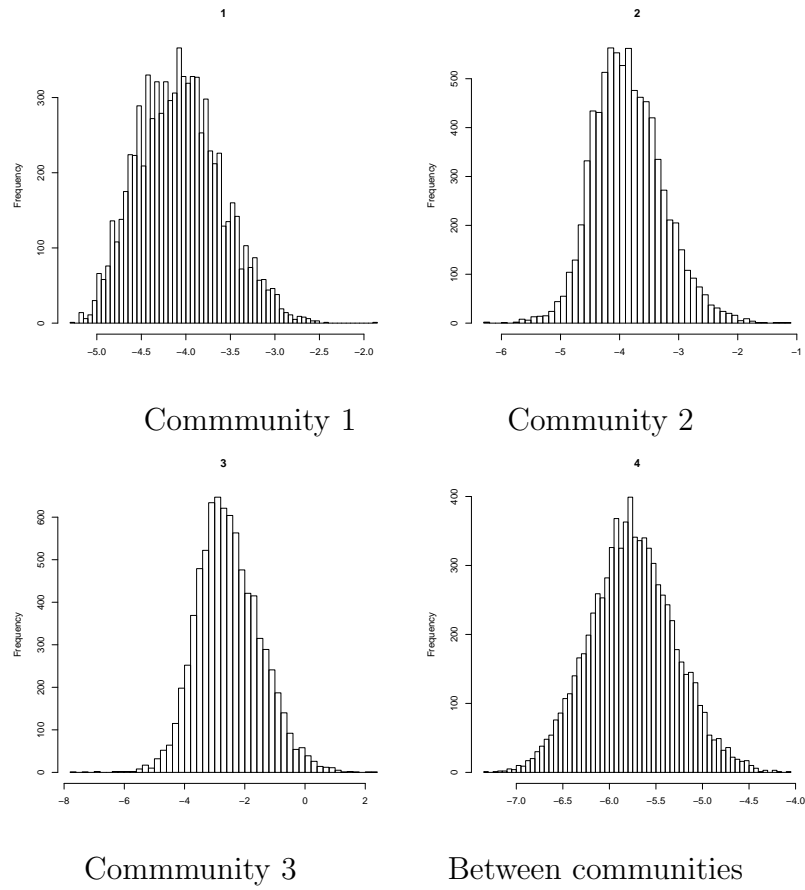 1
Frequency
0 100 200 300
−5.0 −4.5 −4.0 −3.5 −3.0 −2.5 −2.0
Commmunity 1
2
Frequency
0 100 200 300 400 500
−6 −5 −4 −3 −2 −1
Community 2
3
Frequency
0 100 200 300 400 500 600
−8 −6 −4 −2 0 2
Commmunity 3
4
Frequency
0 100 200 300 400
−7.0 −6.5 −6.0 −5.5 −5.0 −4.5 −4.0
Between communities